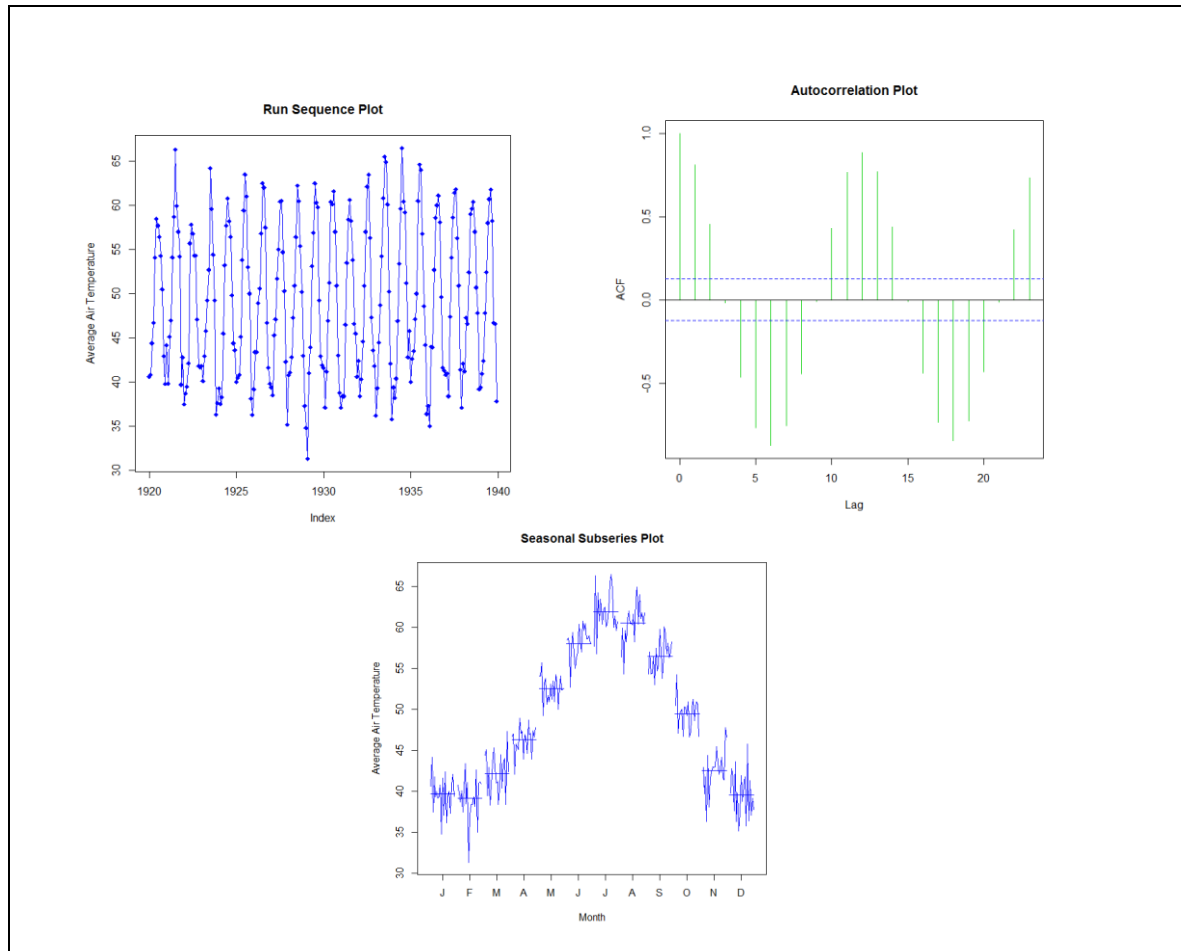 Run Sequence Plot
Average Air Temperature
65
60
55
50
45
40
35
30
1920 1925 1930 1935 1940
Index
Autocorrelation Plot
ACF
1.0
0.5
0.0
-0.5
0 5 10 15 20
Lag
Seasonal Subseries Plot
Average Air Temperature
65
60
55
50
45
40
35
30
J F M A M J J A S O N D
Month